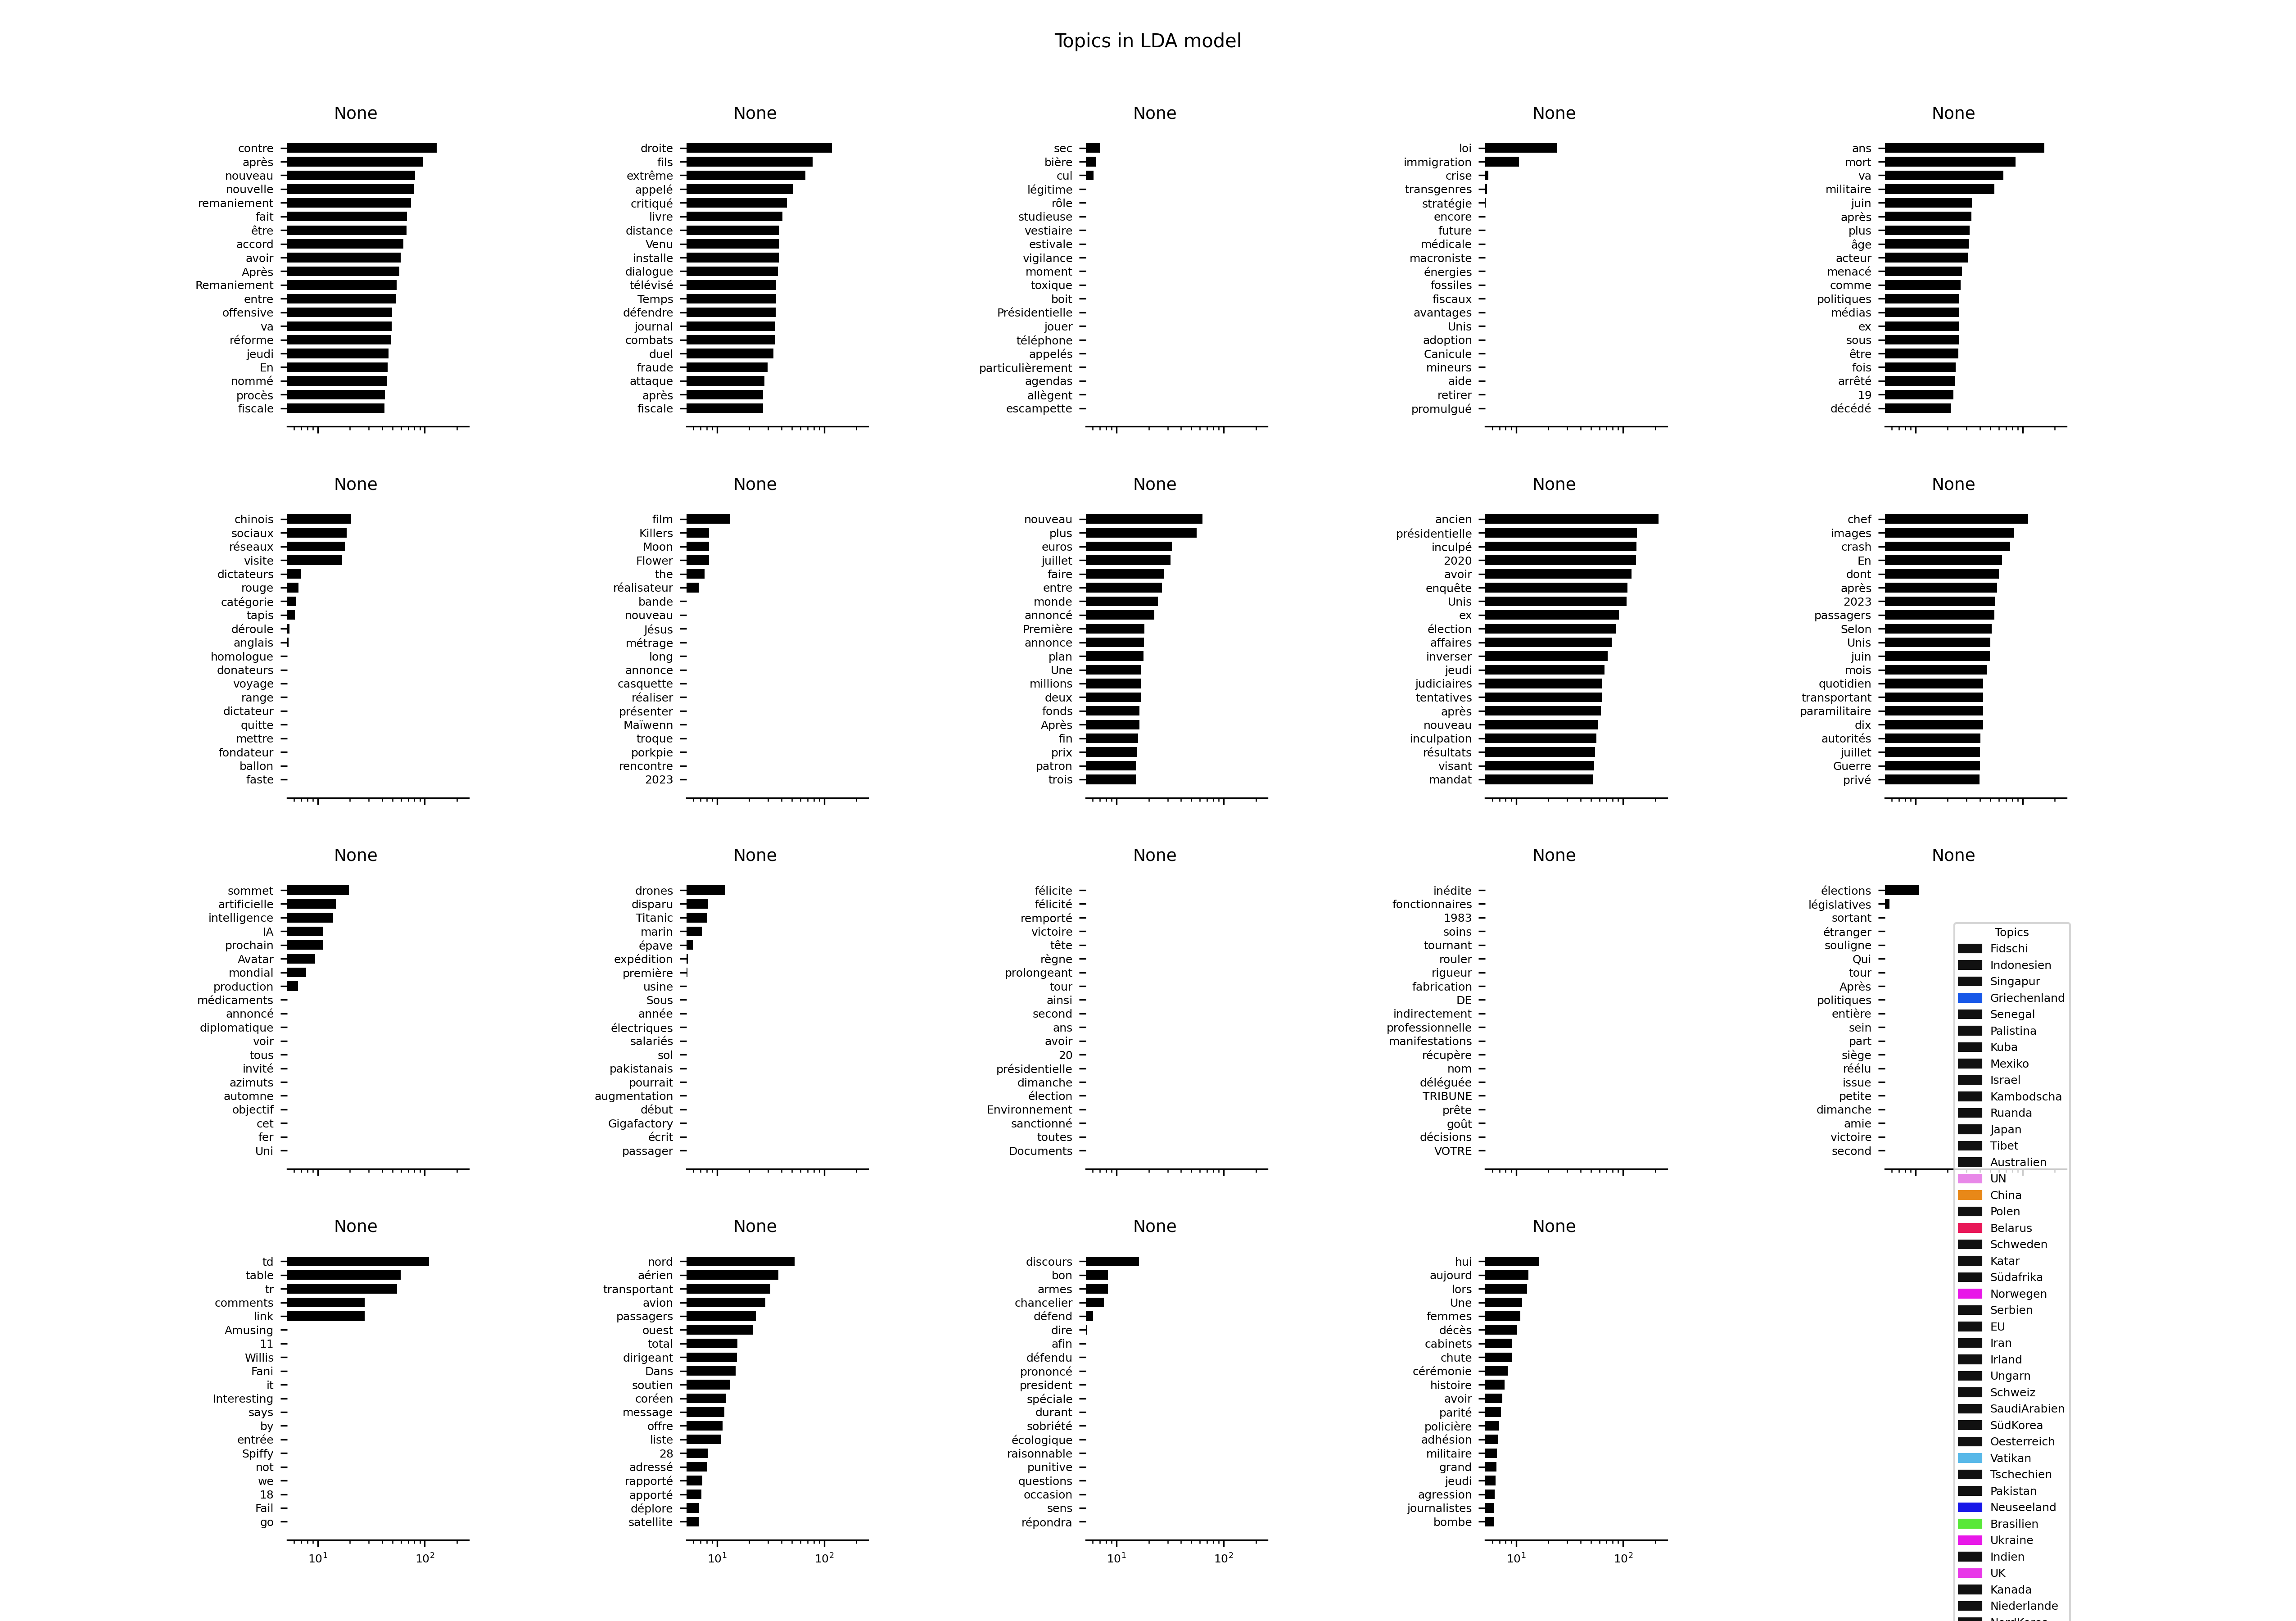 Topics in LDA model
None
contre
après
nouveau
nouvelle
remaniement
fait
être
accord
avoir
Après
Remaniement
entre
offensive
va
réforme
jeudi
En
nommé
procès
fiscale
None
droite
fils
extrême
appelé
critiqué
livre
distance
Venu
installe
dialogue
télévisé
Temps
défendre
journal
combats
duel
fraude
attaque
après
fiscale
None
sec
bière
cul
légitime
rôle
studieuse
vestiaire
estivale
vigilance
moment
toxique
boit
Présidentielle
jouer
téléphone
appelés
particulièrement
agendas
allègent
escampette
None
loi
immigration
crise
transgenres
stratégie
encore
future
médicale
macroniste
énergies
fossiles
fiscaux
avantages
Unis
adoption
Canicule
mineurs
aide
retirer
promulgué
None
ans
mort
va
militaire
juin
après
plus
âge
acteur
menacé
comme
politiques
médias
ex
sous
être
fois
arrêté
19
décédé
None
chinois
sociaux
réseaux
visite
dictateurs
rouge
catégorie
tapis
déroule
anglais
homologue
donateurs
voyage
range
dictateur
quitte
mettre
fondateur
ballon
faste
None
film
Killers
Moon
Flower
the
réalisateur
bande
nouveau
Jésus
métrage
long
annonce
casquette
réaliser
présenter
Maïwenn
troque
porkpie
rencontre
2023
None
nouveau
plus
euros
juillet
faire
entre
monde
annoncé
Première
annonce
plan
Une
millions
deux
fonds
Après
fin
prix
patron
trois
None
ancien
présidentielle
inculpé
2020
avoir
enquête
Unis
ex
élection
affaires
inverser
jeudi
judiciaires
tentatives
après
nouveau
inculpation
résultats
visant
mandat
None
chef
images
crash
En
dont
après
2023
passagers
Selon
Unis
juin
mois
quotidien
transportant
paramilitaire
dix
autorités
juillet
Guerre
privé
None
sommet
artificielle
intelligence
IA
prochain
Avatar
mondial
production
médicaments
annoncé
diplomatique
voir
tous
invité
azimuts
automne
objectif
cet
fer
Uni
None
drones
disparu
Titanic
marin
épave
expédition
première
usine
Sous
année
électriques
salariés
sol
pakistanais
pourrait
augmentation
début
Gigafactory
écrit
passager
None
félicite
félicité
remporté
victoire
tête
règne
prolongeant
tour
ainsi
second
ans
avoir
20
présidentielle
dimanche
élection
Environnement
sanctionné
toutes
Documents
None
inédite
fonctionnaires
1983
soins
tournant
rouler
rigueur
fabrication
DE
indirectement
professionnelle
manifestations
récupère
nom
déléguée
TRIBUNE
prête
goût
décisions
VOTRE
None
élections
législatives
sortant
étranger
souligne
Qui
tour
Après
politiques
entière
sein
part
siège
réélu
issue
petite
dimanche
amie
victoire
second
None
td
table
tr
comments
link
Amusing
11
Willis
Fani
it
Interesting
says
by
entrée
Spiffy
not
we
18
Fail
go
10¹ 10²
None
nord
aérien
transportant
avion
passagers
ouest
total
dirigeant
Dans
soutien
coréen
message
offre
liste
28
adressé
rapporté
apporté
déplore
satellite
10¹ 10²
None
discours
bon
armes
chancelier
défend
dire
afin
défendu
prononcé
president
spéciale
durant
sobriété
écologique
raisonnable
punitive
questions
occasion
sens
répondra
10¹ 10²
None
hui
aujourd
lors
Une
femmes
décès
cabinets
chute
cérémonie
histoire
avoir
parité
policière
adhésion
militaire
grand
jeudi
agression
journalistes
bombe
10¹ 10²
Topics
Fidschi
Indonesien
Singapur
Griechenland
Senegal
Palistina
Kuba
Mexiko
Israel
Kambodscha
Ruanda
Japan
Tibet
Australien
UN
China
Polen
Belarus
Schweden
Katar
Südafrika
Norwegen
Serbien
EU
Iran
Irland
Ungarn
Schweiz
SaudiArabien
SüdKorea
Oesterreich
Vatikan
Tschechien
Pakistan
Neuseeland
Brasilien
Ukraine
Indien
UK
Kanada
Niederlande